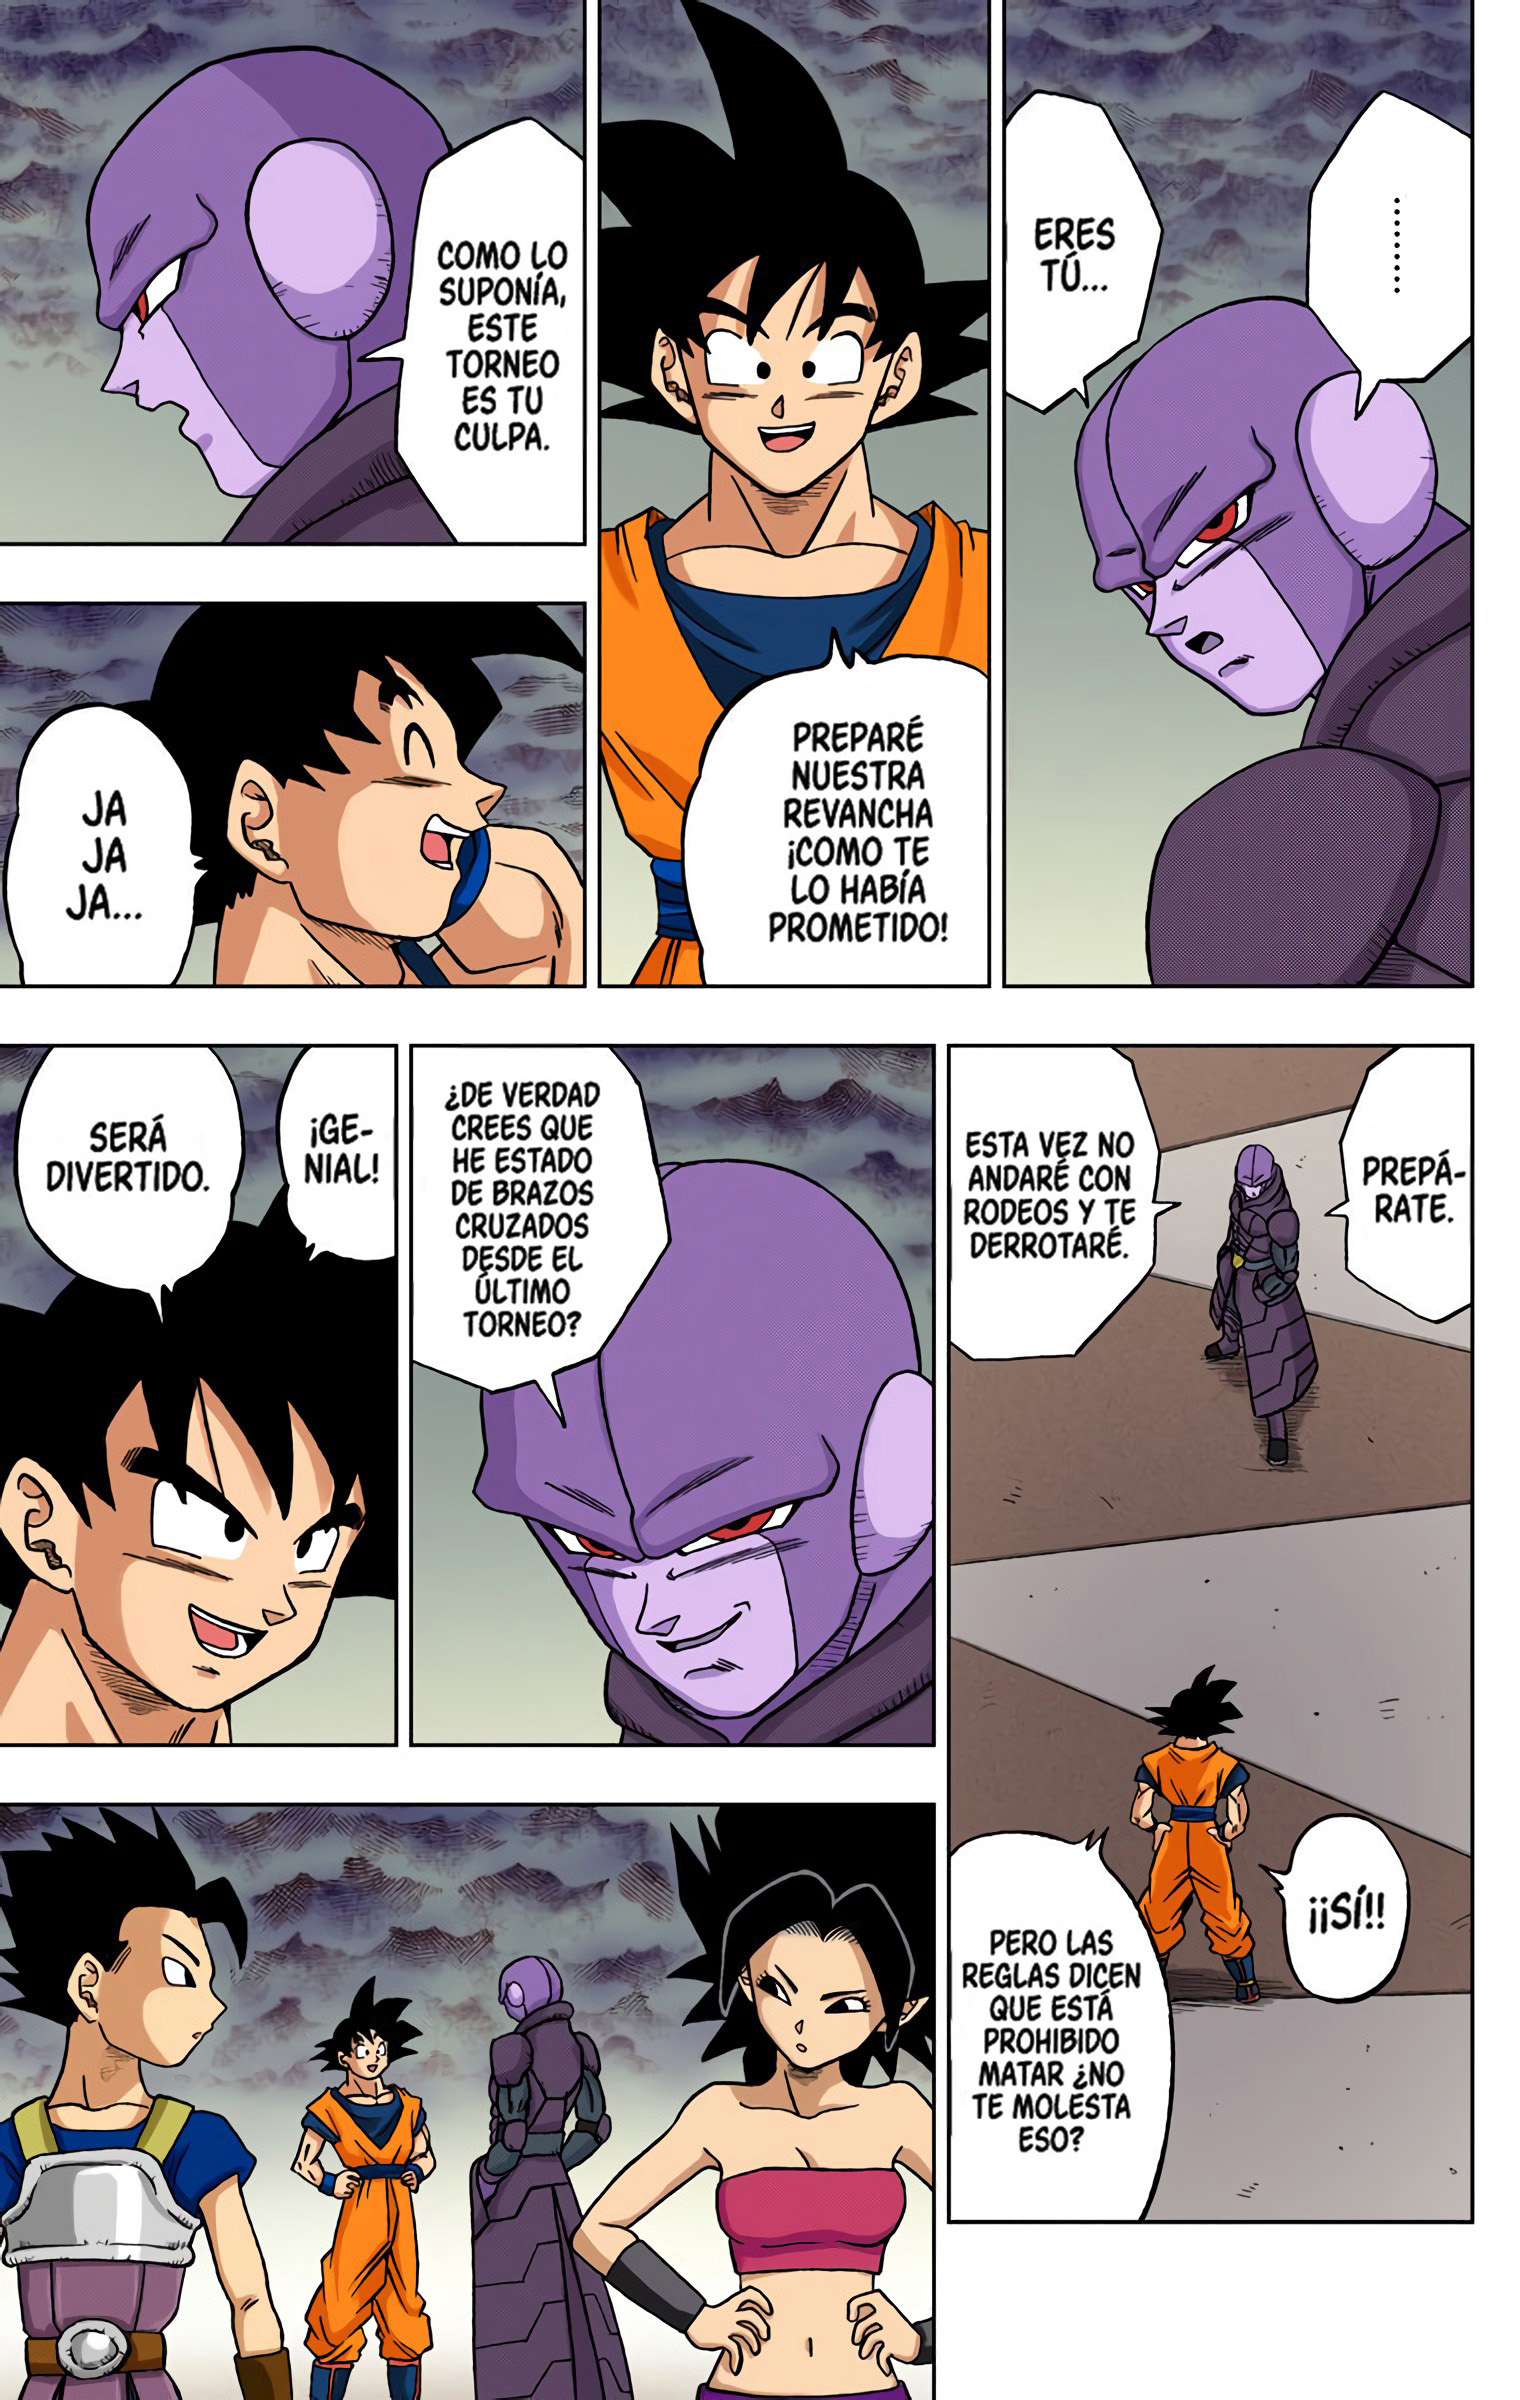 .........
ERES
TÚ...
PREPARÉ
NUESTRA
REVANCHA
¡COMO TE
LO HABÍA
PROMETIDO!
COMO LO
SUPONÍA,
ESTE
TORNEO
ES TU
CULPA.
JA
JA
JA...
PREPÁ-
RATE.
ESTA VEZ NO
ANDARÉ CON
RODEOS Y TE
DERROTARÉ.
¡¡SÍ!!
PERO LAS
REGLAS DICEN
QUE ESTÁ
PROHIBIDO
MATAR ¿NO
TE MOLESTA
ESO?
¿DE VERDAD
CREES QUE
HE ESTADO
DE BRAZOS
CRUZADOS
DESDE EL
ÚLTIMO
TORNEO?
¡GE-
NIAL!
SERÁ
DIVERTIDO.